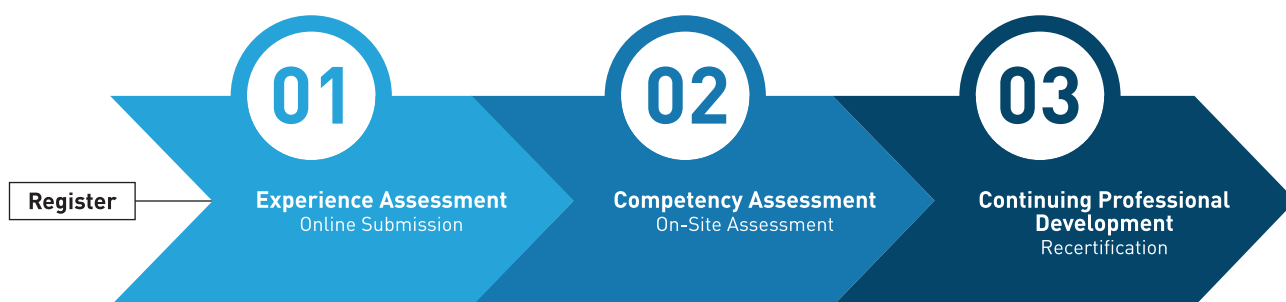 Register
01
Experience Assessment
Online Submission
02
Competency Assessment
On-Site Assessment
03
Continuing Professional
Development
Recertification